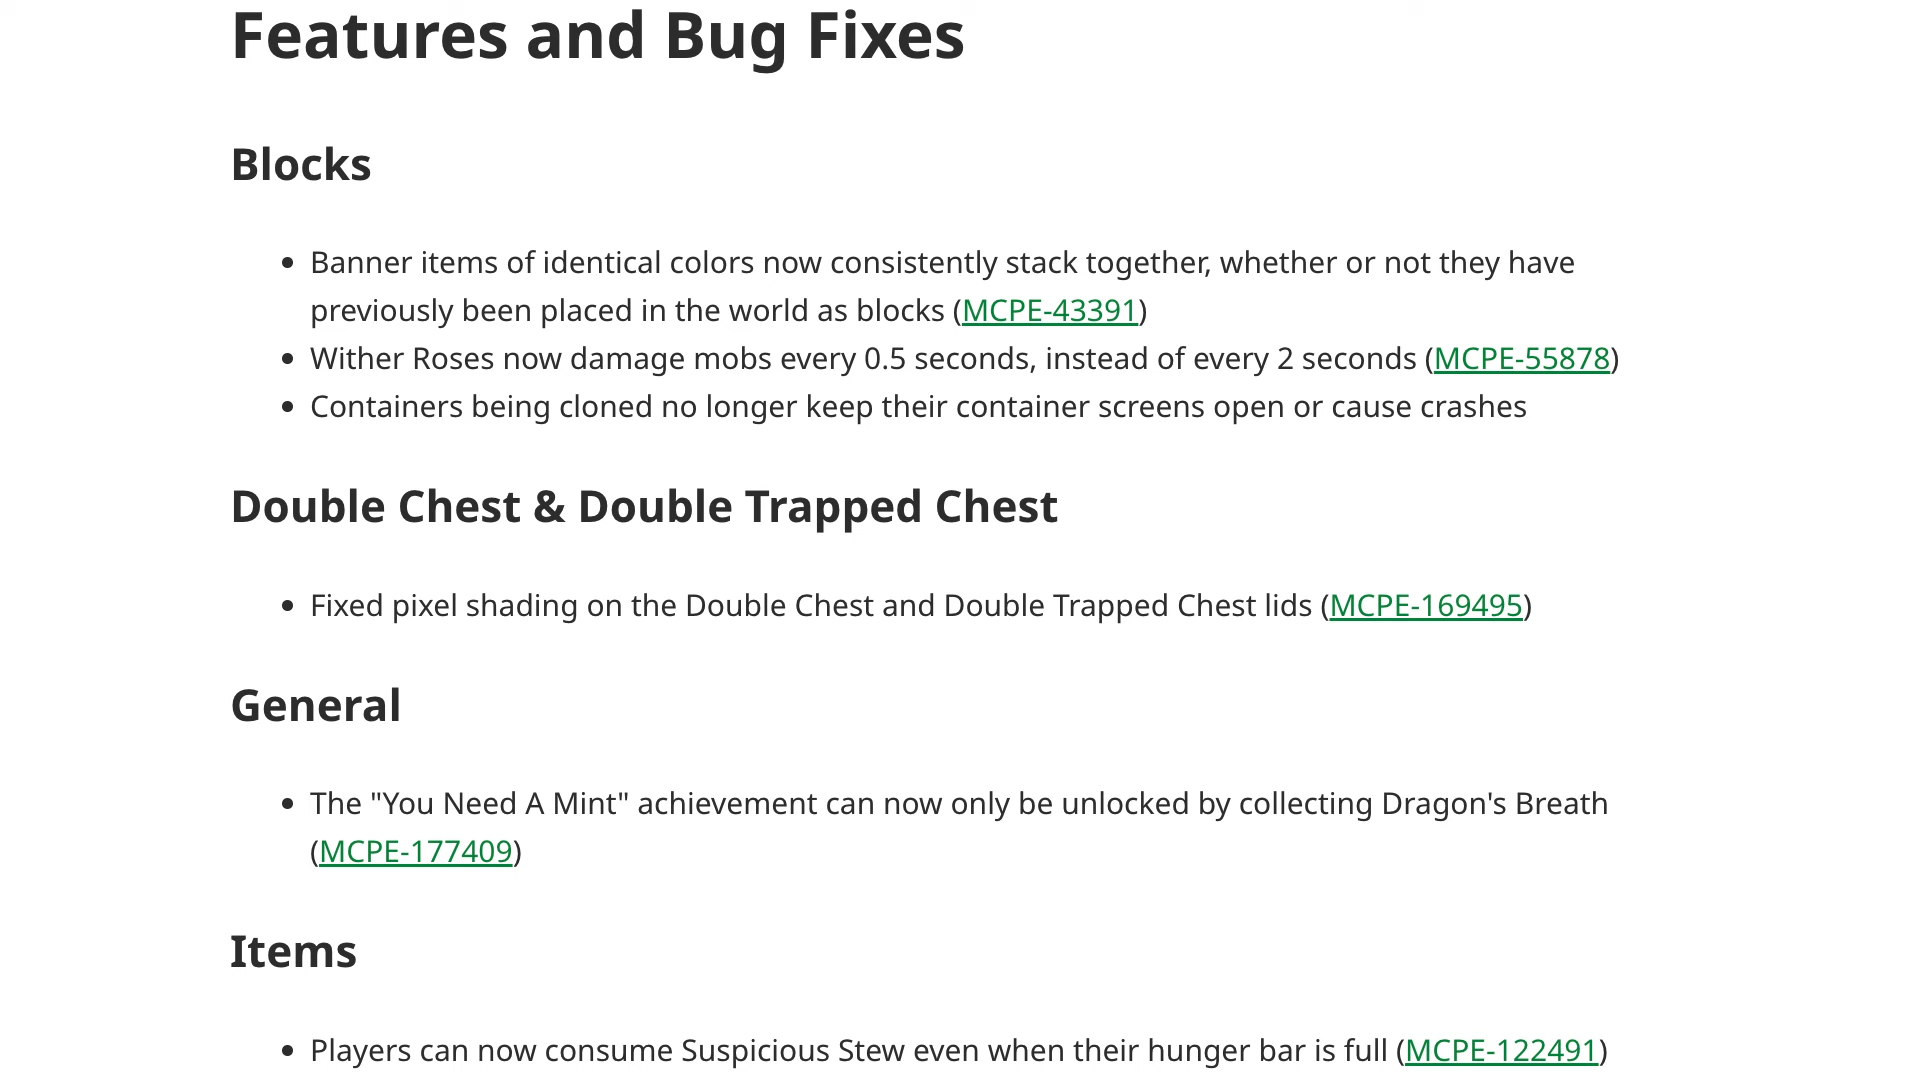 Features and Bug Fixes
Blocks
Banner items of identical colors now consistently stack together, whether or not they have
previously been placed in the world as blocks (MCPE-43391)
Wither Roses now damage mobs every 0.5 seconds, instead of every 2 seconds (MCPE-55878)
Containers being cloned no longer keep their container screens open or cause crashes
Double Chest & Double Trapped Chest
Fixed pixel shading on the Double Chest and Double Trapped Chest lids (MCPE-169495)
General
The "You Need A Mint" achievement can now only be unlocked by collecting Dragon's Breath
(MCPE-177409)
Items
Players can now consume Suspicious Stew even when their hunger bar is full (MCPE-122491)